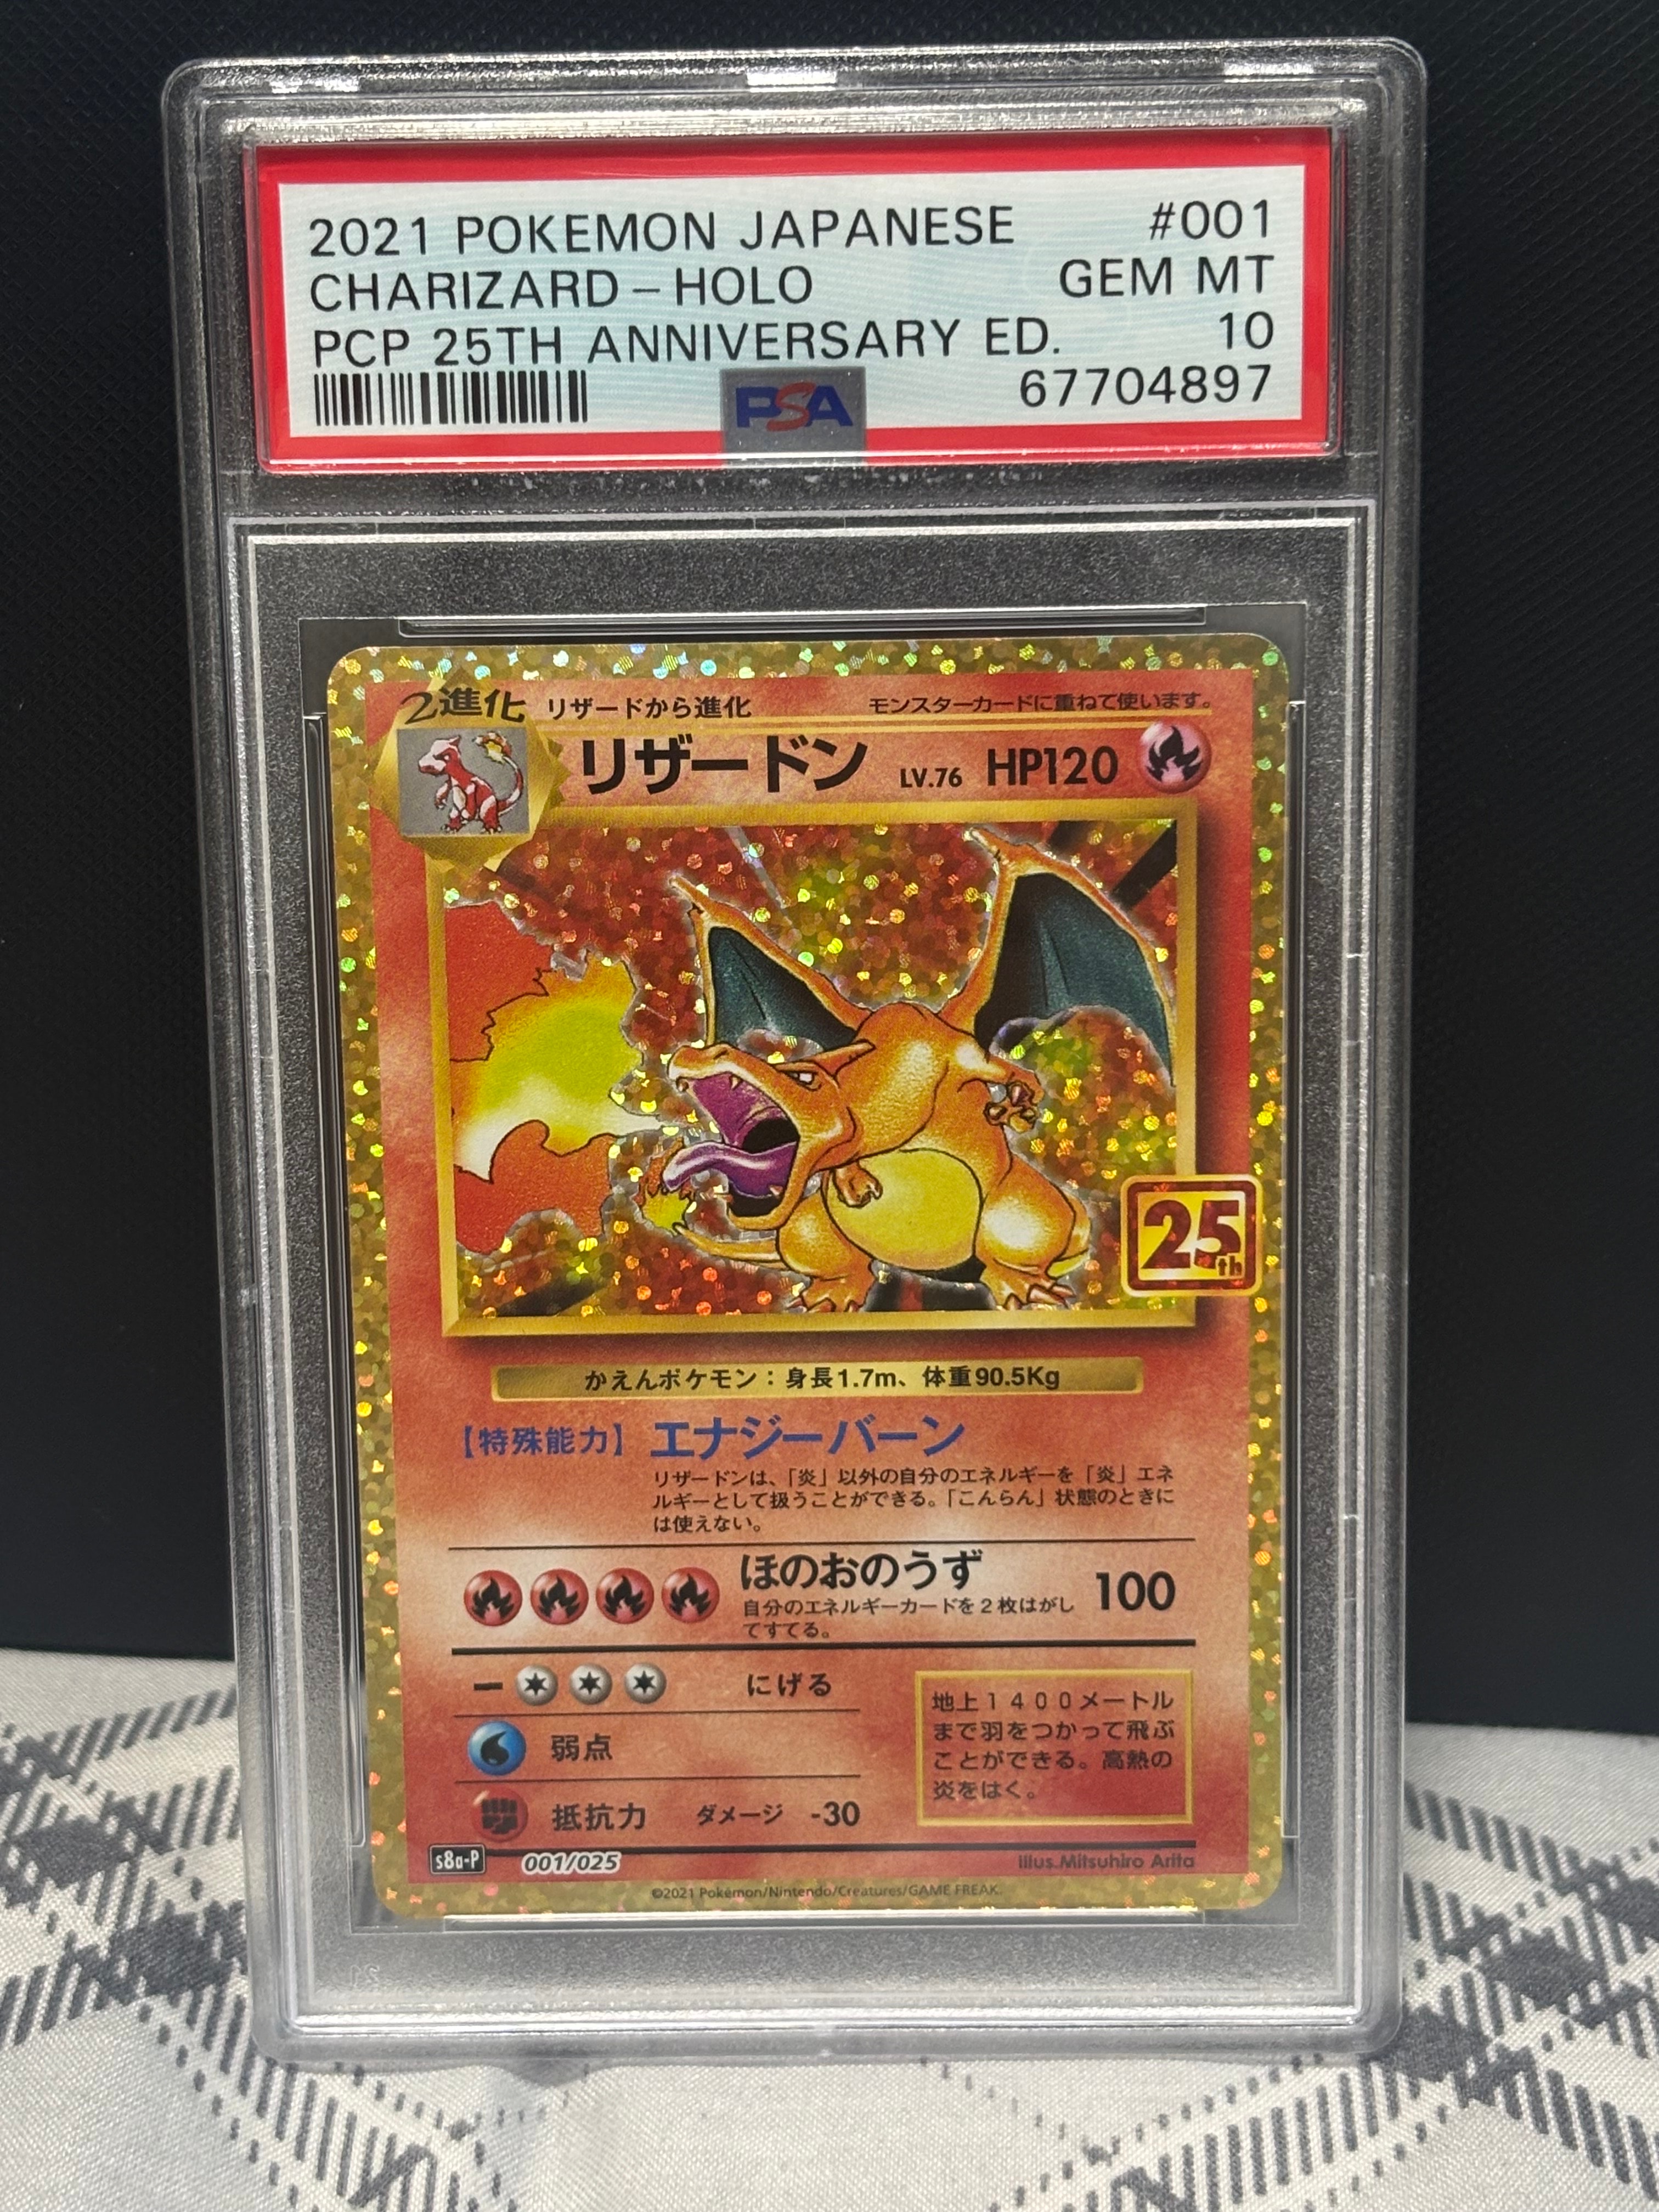 2021 POKEMON JAPANESE #001
CHARIZARD-HOLO GEM MT
PCP 25TH ANNIVERSARY ED. 10
PSA 67704897
2進化 リザードから進化 モンスターカードに重ねて使います。
リザードン LV.76 HP120
25th
かえんポケモン：身長1.7m、体重90.5Kg
【特殊能力】 エナジーバーン
リザードンは、「炎」以外の自分のエネルギーを「炎」エネ
ルギーとして扱うことができる。「こんらん」状態のときに
は使えない。
ほのおのうず 100
自分のエネルギーカードを２枚はがし
てすてる。
にげる
弱点
抵抗力 ダメージ -30
地上１４００メートル
まで羽をつかって飛ぶ
ことができる。高熱の
炎をはく。
s8a-P 001/025 Illus.Mitsuhiro Arita
©2021 Pokémon/Nintendo/Creatures/GAME FREAK.